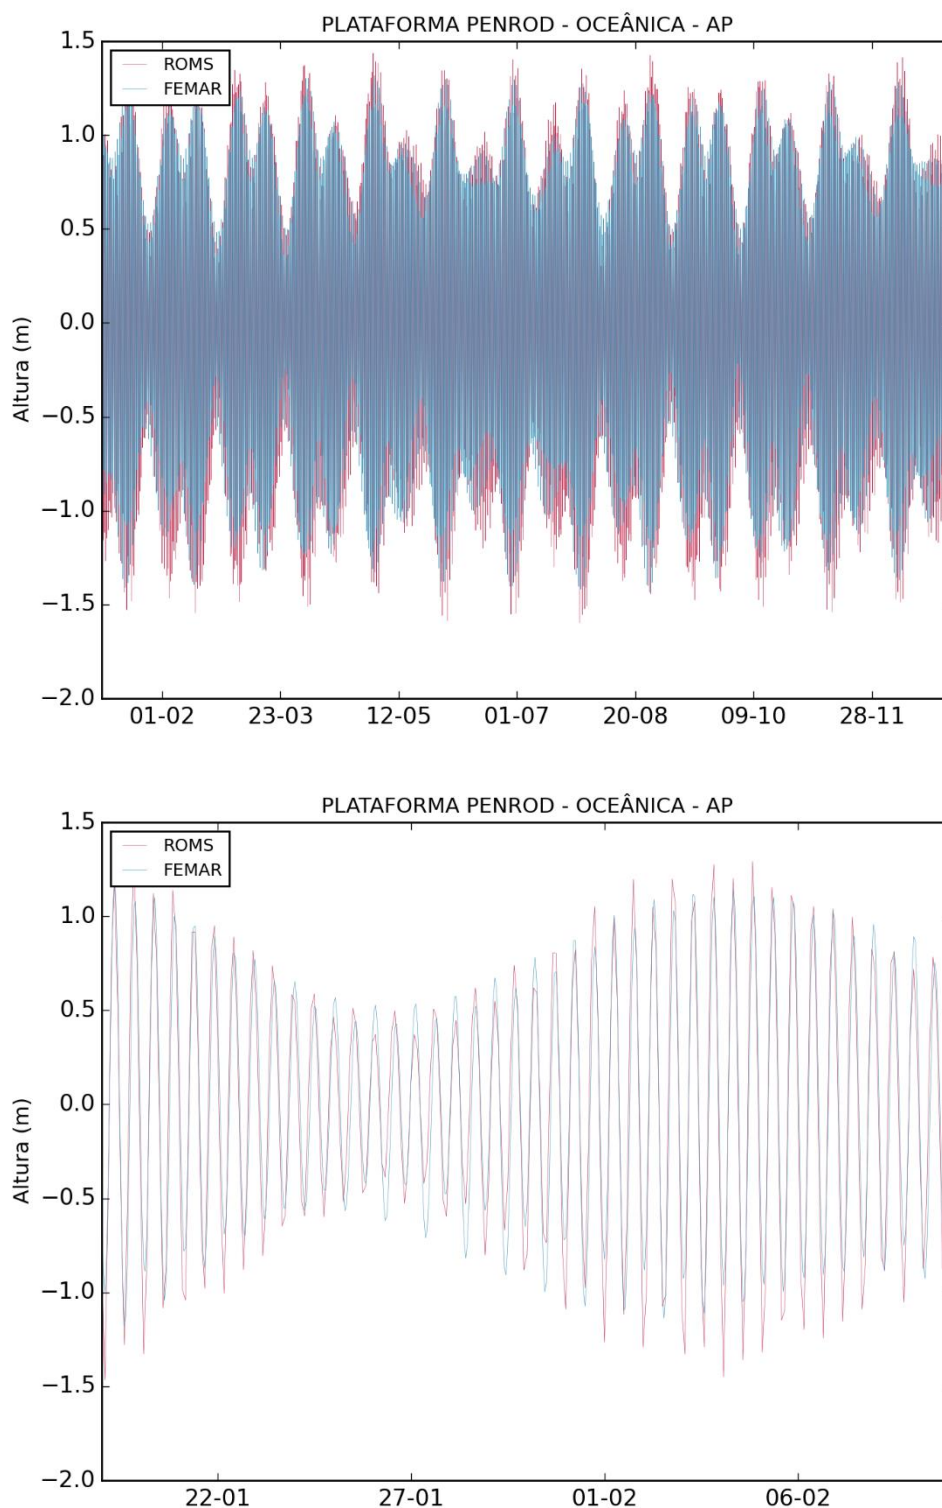 PLATAFORMA PENROD - OCEÂNICA - AP
1.5
ROMS
FEMAR
1.0
0.5
0.0
Altura (m)
−0.5
−1.0
−1.5
−2.0
01-02 23-03 12-05 01-07 20-08 09-10 28-11
PLATAFORMA PENROD - OCEÂNICA - AP
1.5
ROMS
FEMAR
1.0
0.5
0.0
Altura (m)
−0.5
−1.0
−1.5
−2.0
22-01 27-01 01-02 06-02